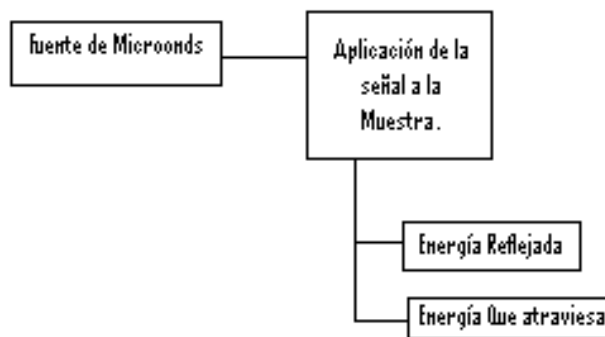 Fuente de Microonds
Aplicación de la
señal a la
Muestra.
Energía Reflejada
Energía Que atraviesa